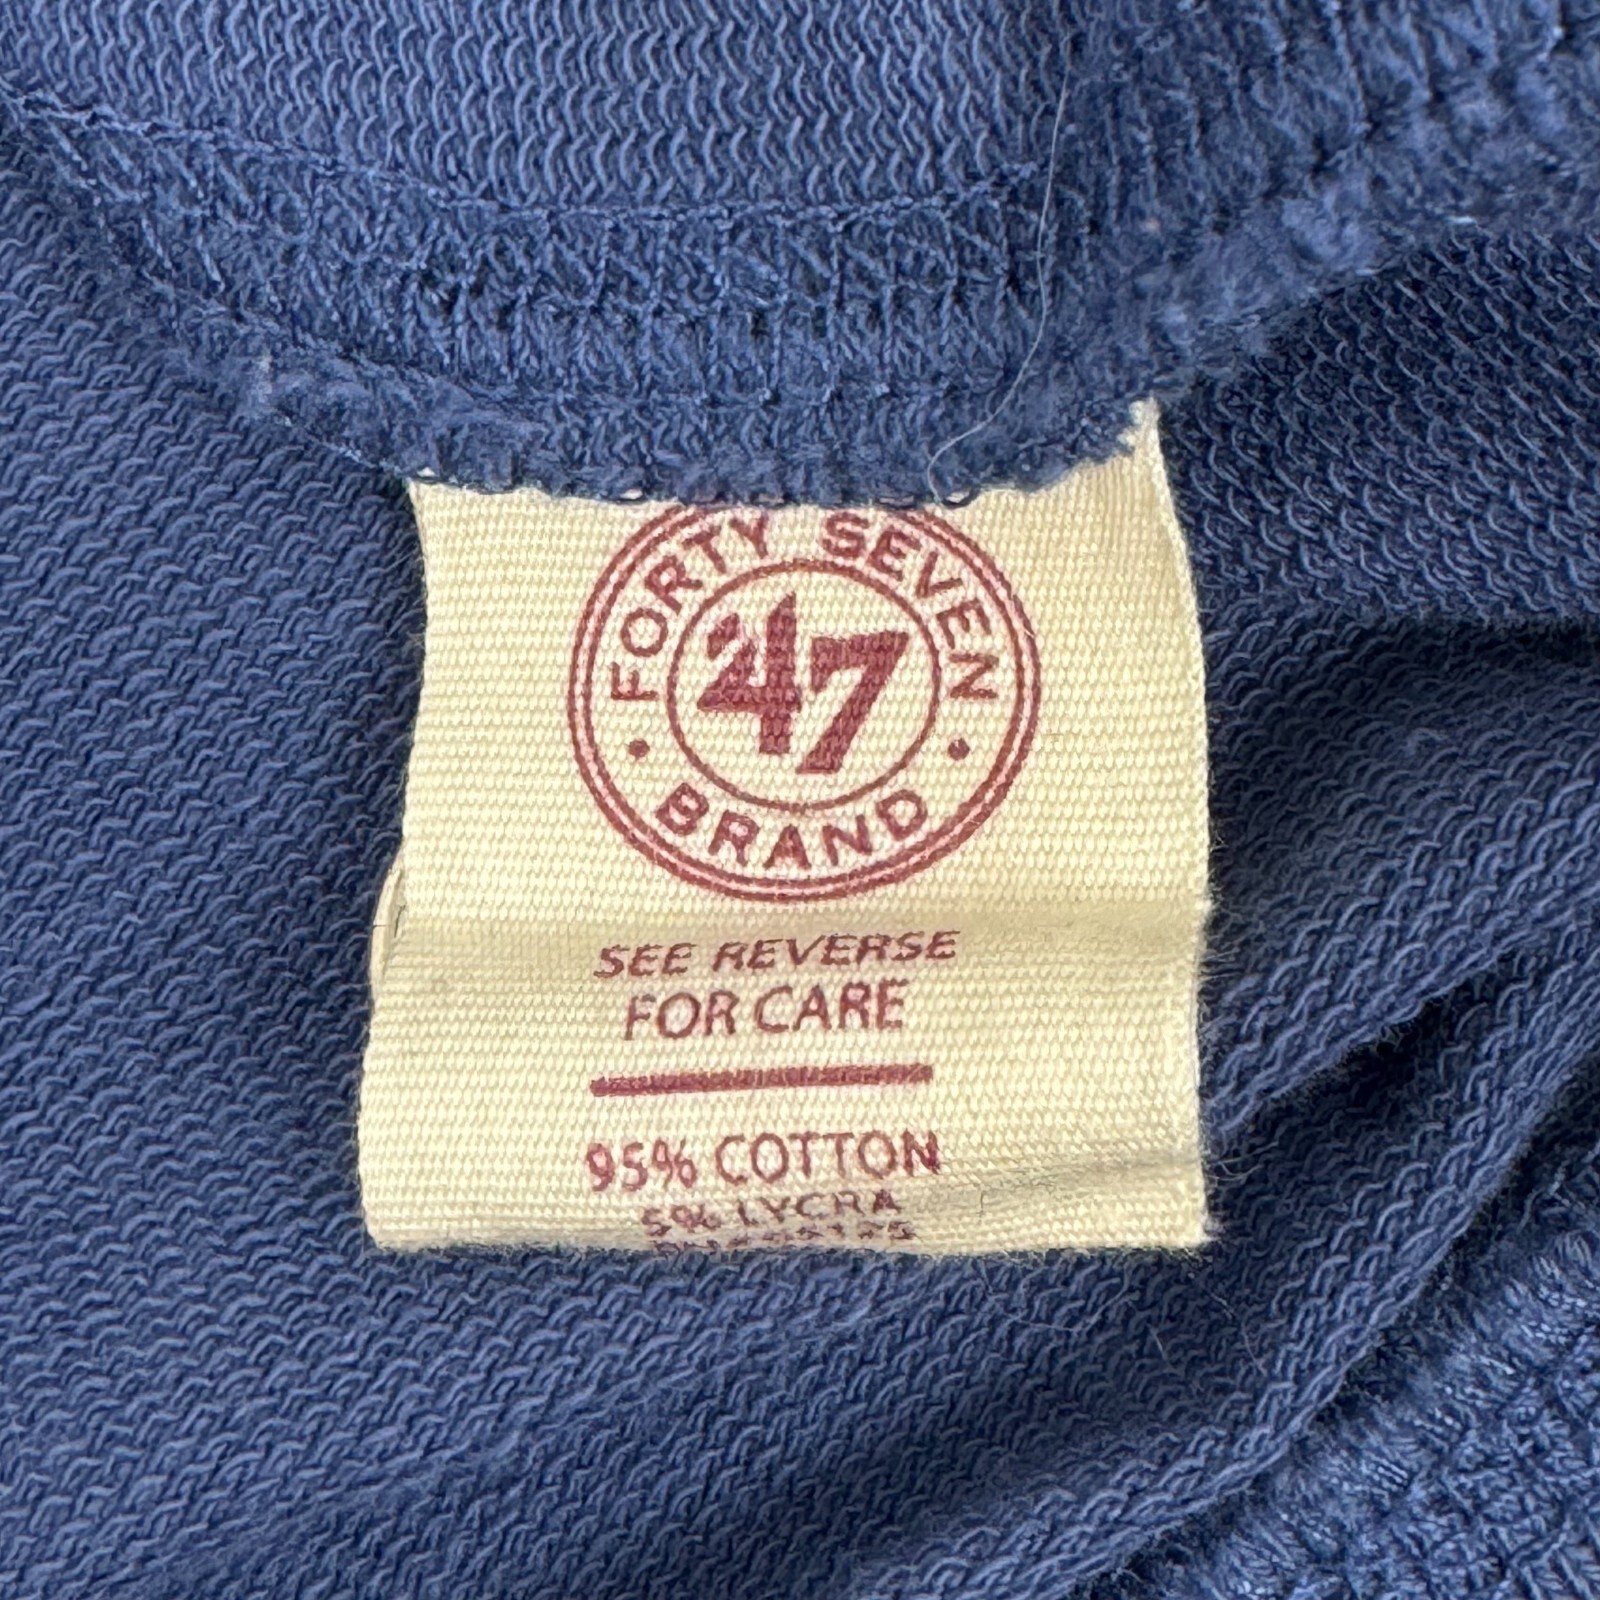 FORTY SEVEN
47
BRAND
SEE REVERSE
FOR CARE
95% COTTON
5% LYCRA